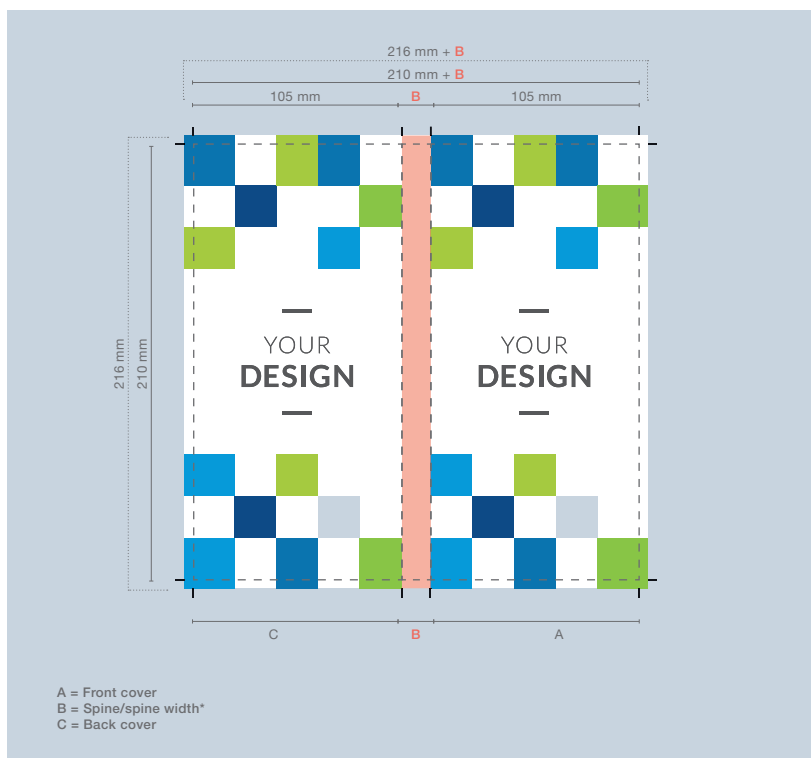 216 mm + B
210 mm + B
105 mm
B
105 mm
216 mm
210 mm
YOUR
DESIGN
YOUR
DESIGN
C
B
A
A = Front cover
B = Spine/spine width*
C = Back cover